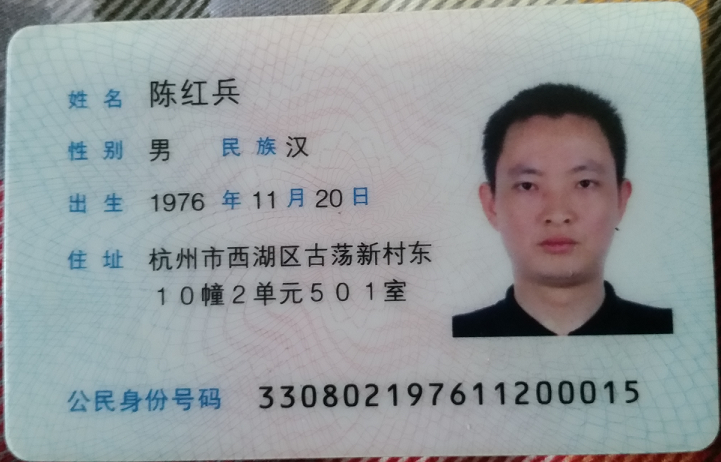 姓名 陈红兵
性别 男 民族 汉
出生 1976 年 11 月 20 日
住址 杭州市西湖区古荡新村东
１０幢２单元５０１室
公民身份号码 330802197611200015